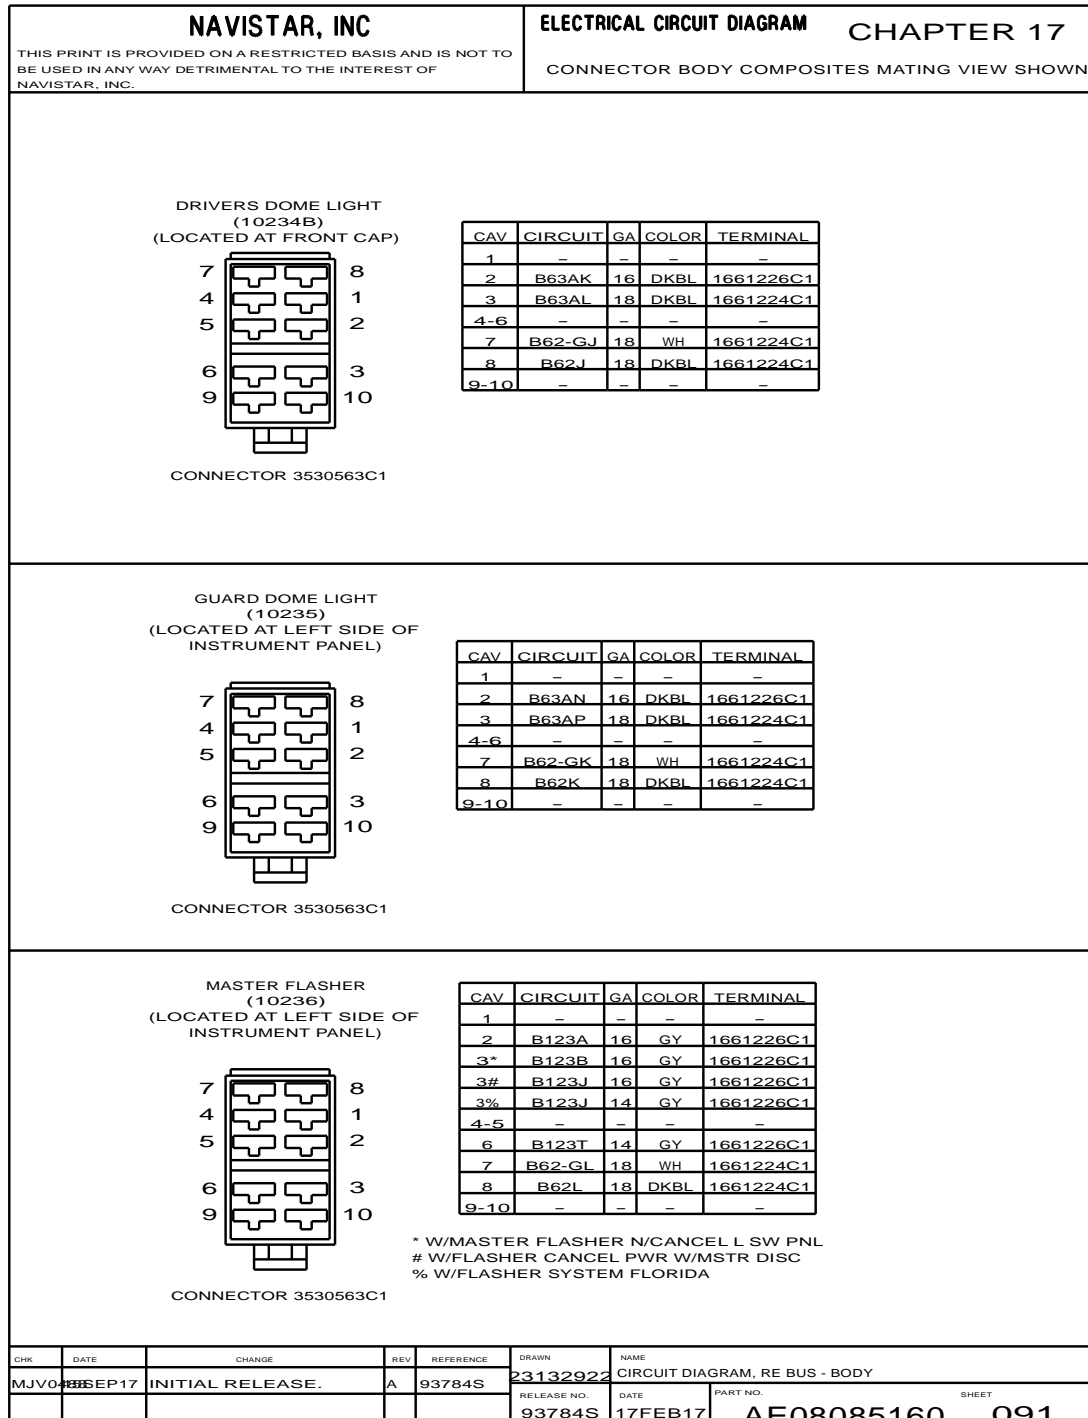 NAVISTAR, INC
THIS PRINT IS PROVIDED ON A RESTRICTED BASIS AND IS NOT TO
BE USED IN ANY WAY DETRIMENTAL TO THE INTEREST OF
NAVISTAR, INC.
ELECTRICAL CIRCUIT DIAGRAM CHAPTER 17
CONNECTOR BODY COMPOSITES MATING VIEW SHOWN
DRIVERS DOME LIGHT
(10234B)
(LOCATED AT FRONT CAP)
7 8
4 1
5 2
6 3
9 10
CONNECTOR 3530563C1
CAV CIRCUIT GA COLOR TERMINAL
1 – – – –
2 B63AK 16 DKBL 1661226C1
3 B63AL 18 DKBL 1661224C1
4-6 – – – –
7 B62-GJ 18 WH 1661224C1
8 B62J 18 DKBL 1661224C1
9-10 – – – –
GUARD DOME LIGHT
(10235)
(LOCATED AT LEFT SIDE OF
INSTRUMENT PANEL)
7 8
4 1
5 2
6 3
9 10
CONNECTOR 3530563C1
CAV CIRCUIT GA COLOR TERMINAL
1 – – – –
2 B63AN 16 DKBL 1661226C1
3 B63AP 18 DKBL 1661224C1
4-6 – – – –
7 B62-GK 18 WH 1661224C1
8 B62K 18 DKBL 1661224C1
9-10 – – – –
MASTER FLASHER
(10236)
(LOCATED AT LEFT SIDE OF
INSTRUMENT PANEL)
7 8
4 1
5 2
6 3
9 10
CONNECTOR 3530563C1
CAV CIRCUIT GA COLOR TERMINAL
1 – – – –
2 B123A 16 GY 1661226C1
3* B123B 16 GY 1661226C1
3# B123J 16 GY 1661226C1
3% B123J 14 GY 1661226C1
4-5 – – – –
6 B123T 14 GY 1661226C1
7 B62-GL 18 WH 1661224C1
8 B62L 18 DKBL 1661224C1
9-10 – – – –
* W/MASTER FLASHER N/CANCEL L SW PNL
# W/FLASHER CANCEL PWR W/MSTR DISC
% W/FLASHER SYSTEM FLORIDA
CHK DATE CHANGE REV REFERENCE
INITIAL RELEASE. A 93784S
DRAWN
23132922
NAME
CIRCUIT DIAGRAM, RE BUS - BODY
RELEASE NO.
93784S
DATE
17FEB17
PART NO.
AE08085160
SHEET
091